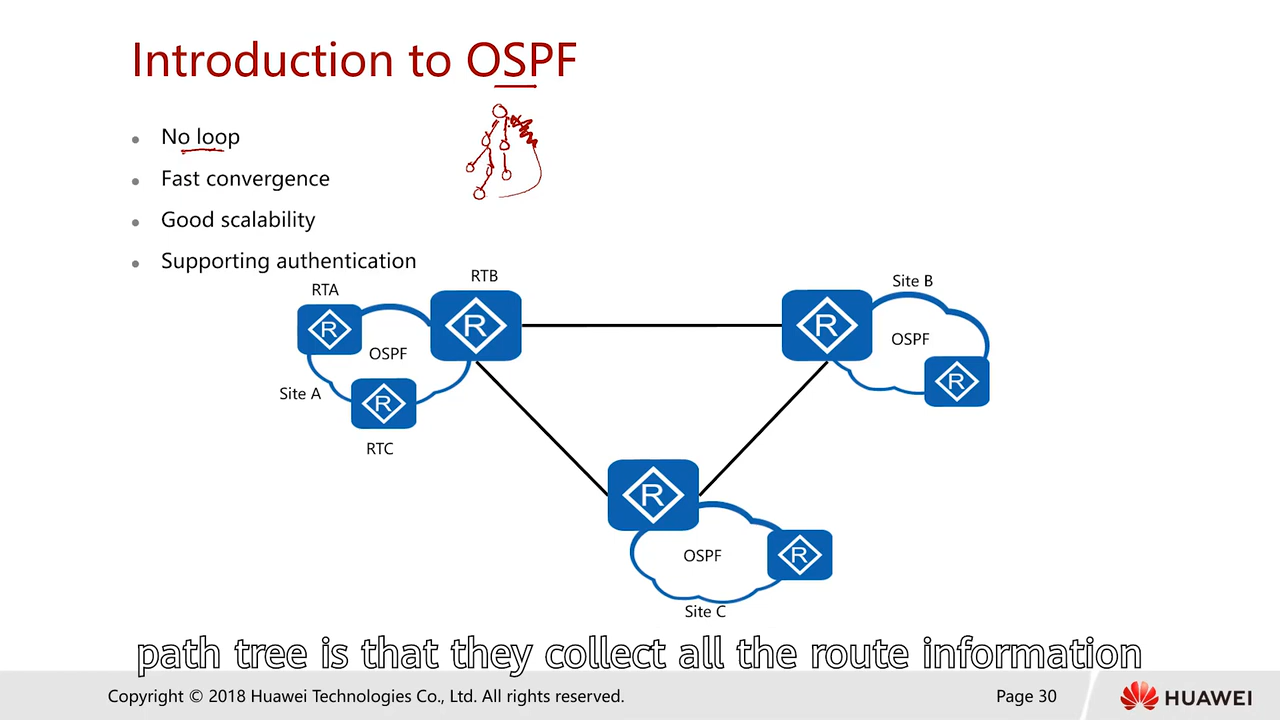 Introduction to OSPF
No loop
Fast convergence
Good scalability
Supporting authentication
RTA
RTB
Site B
R
R
R
OSPF
OSPF
R
Site A
R
RTC
R
OSPF
R
Site C
path tree is that they collect all the route information
Copyright © 2018 Huawei Technologies Co., Ltd. All rights reserved.
Page 30
HUAWEI